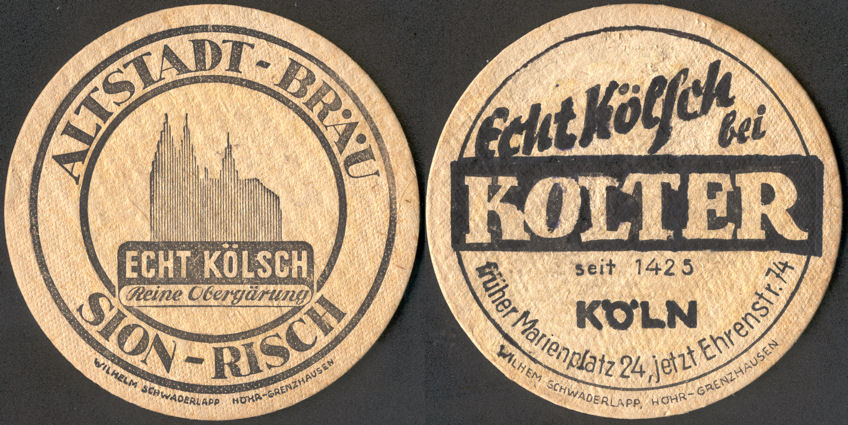 ALTSTADT-BRÄU
ECHT KÖLSCH
Reine Obergärung
SION-RISCH
WILHELM SCHWADERLAPP HÖHR-GRENZHAUSEN
Echt Kölsch
bei
KOLTER
seit 1425
KÖLN
früher Marienplatz 24, jetzt Ehrenstr. 74
WILHEM SCHWADERLAPP, HÖHR-GRENZHAUSEN